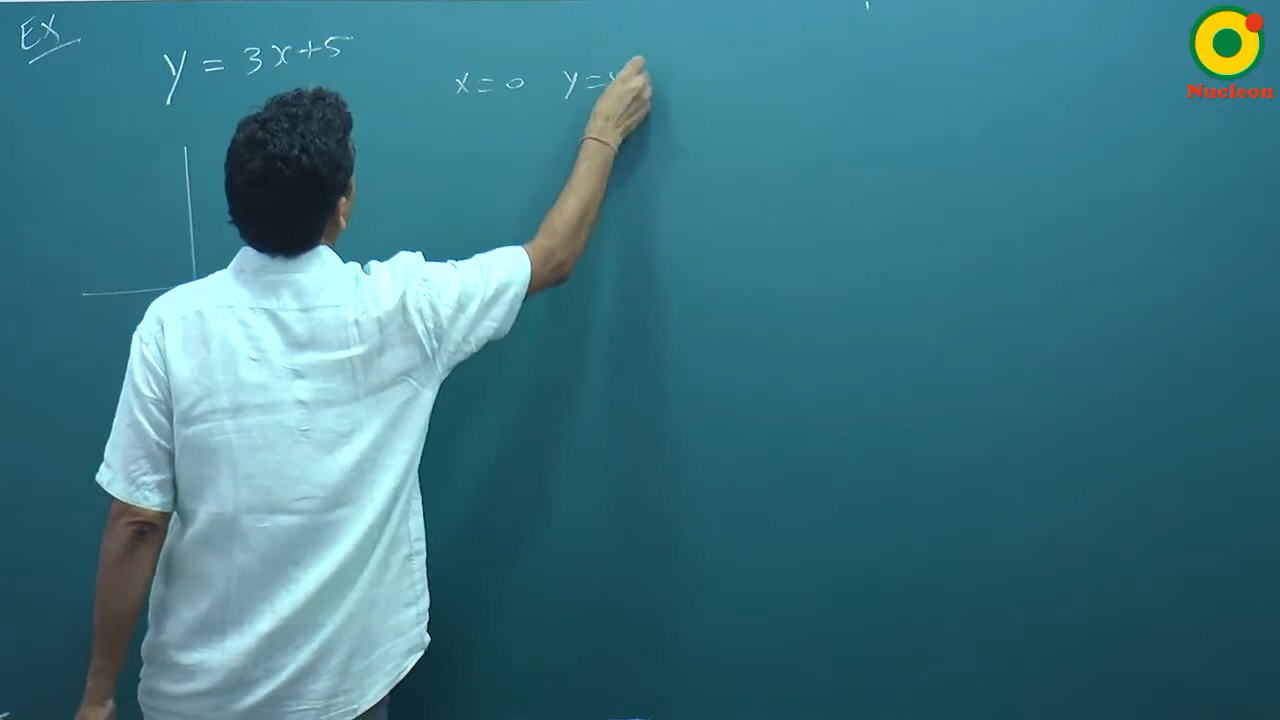 EX
y = 3x+5
x = 0 y =
Nucleon